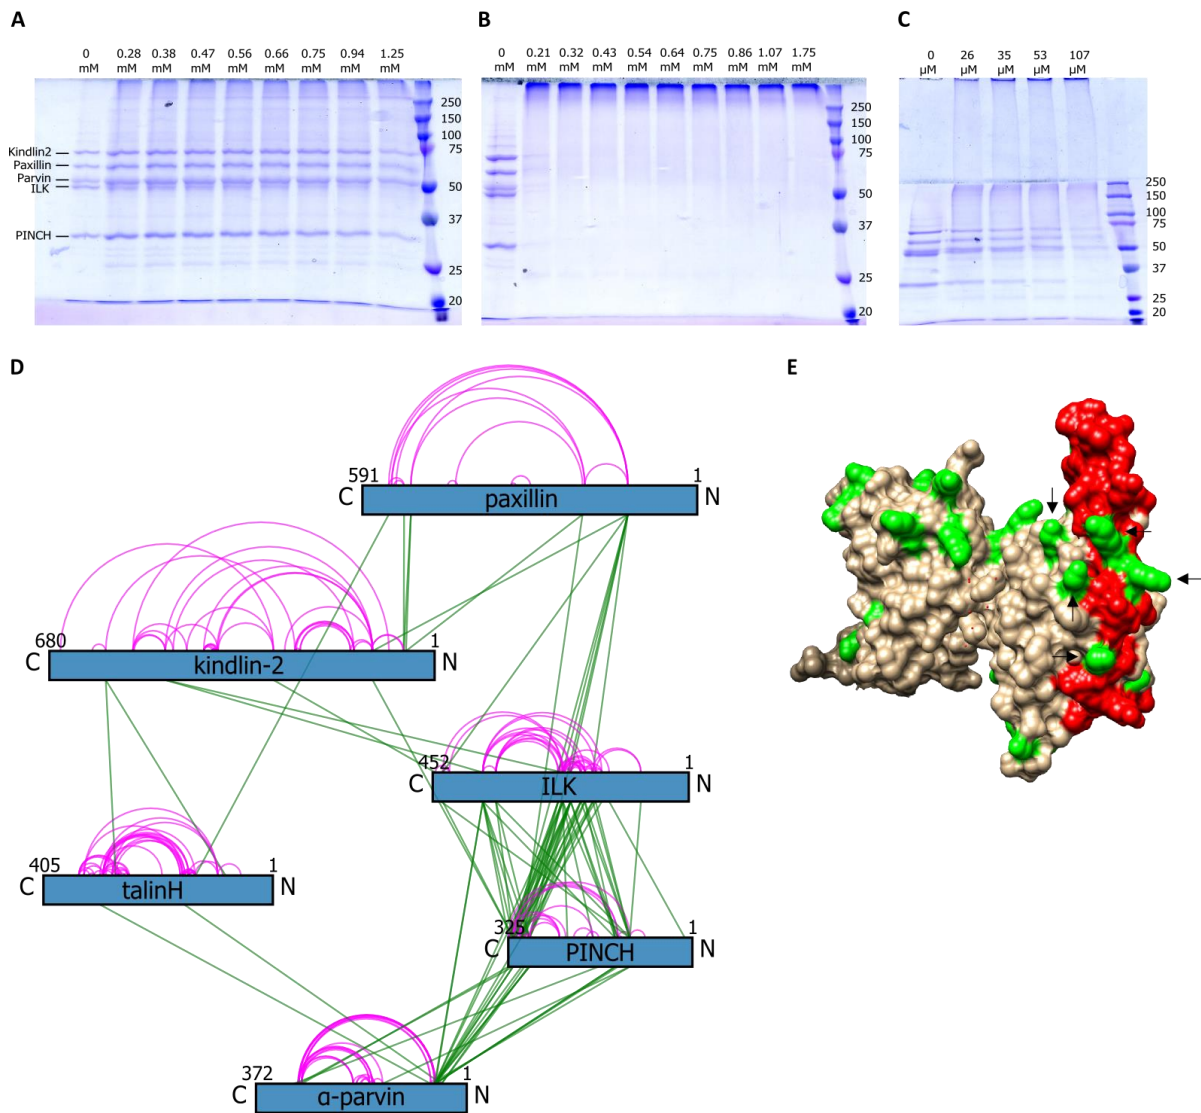 A
0 0.28 0.38 0.47 0.56 0.66 0.75 0.94 1.25
mM mM mM mM mM mM mM mM mM
250
150
100
75
50
37
25
20
Kindlin2
Paxillin
Parvin
ILK
PINCH
B
0 0.21 0.32 0.43 0.54 0.64 0.75 0.86 1.07 1.75
mM mM mM mM mM mM mM mM mM mM
250
150
100
75
50
37
25
20
C
0 26 35 53 107
µM µM µM µM µM
250
150
100
75
50
37
25
20
D
591 1
C paxillin N
680 1
C kindlin-2 N
452 1
C ILK N
405 1
C talinH N
325 1
C PINCH N
372 1
C α-parvin N
E